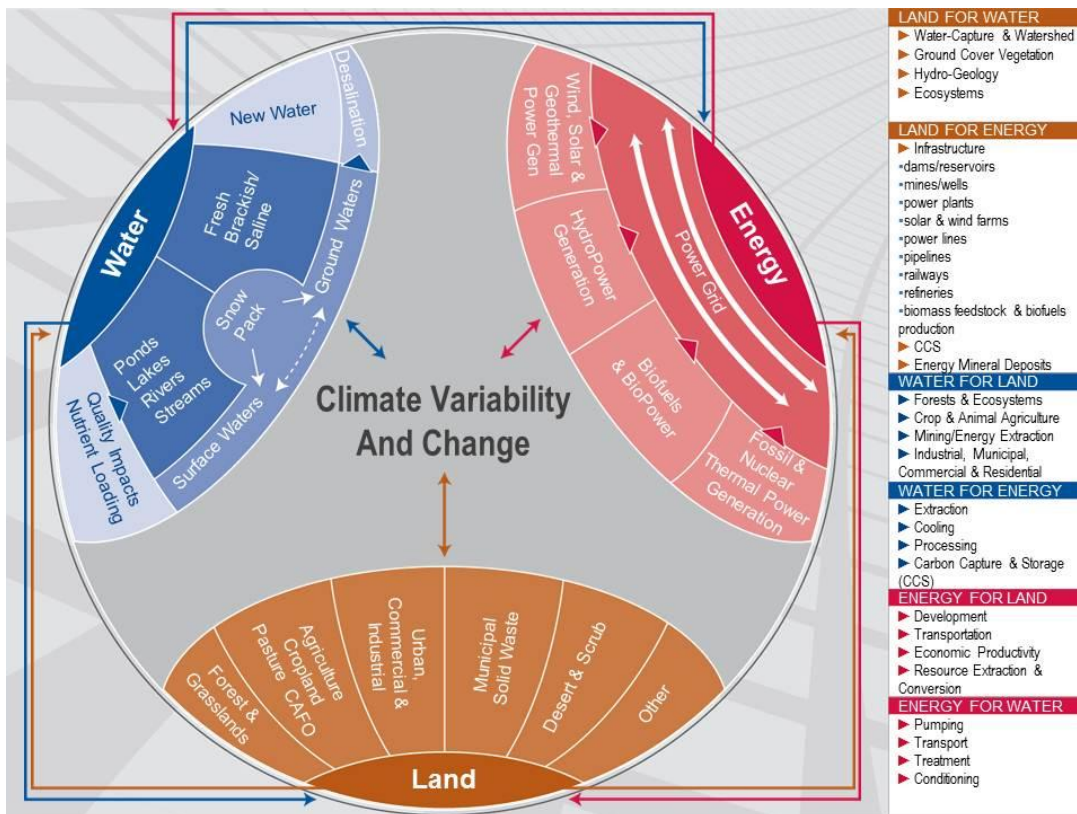 New Water
Desalination
Water
Fresh
Brackish/
Saline
Ground Waters
Snow
Pack
Ponds
Lakes
Rivers
Streams
Surface Waters
Quality Impacts
Nutrient Loading
Wind, Solar &
Geothermal
Power Gen
HydroPower
Generation
Biofuels
& BioPower
Fossil &
Nuclear
Thermal Power
Generation
Power Grid
Energy
Climate Variability
And Change
Forest &
Grasslands
Agriculture
Cropland
Pasture CAFO
Urban,
Commercial &
Industrial
Municipal
Solid Waste
Desert & Scrub
Other
Land
LAND FOR WATER
Water-Capture & Watershed
Ground Cover Vegetation
Hydro-Geology
Ecosystems
LAND FOR ENERGY
Infrastructure
▪dams/reservoirs
▪mines/wells
▪power plants
▪solar & wind farms
▪power lines
▪pipelines
▪railways
▪refineries
▪biomass feedstock & biofuels
production
CCS
Energy Mineral Deposits
WATER FOR LAND
Forests & Ecosystems
Crop & Animal Agriculture
Mining/Energy Extraction
Industrial, Municipal,
Commercial & Residential
WATER FOR ENERGY
Extraction
Cooling
Processing
Carbon Capture & Storage
(CCS)
ENERGY FOR LAND
Development
Transportation
Economic Productivity
Resource Extraction &
Conversion
ENERGY FOR WATER
Pumping
Transport
Treatment
Conditioning